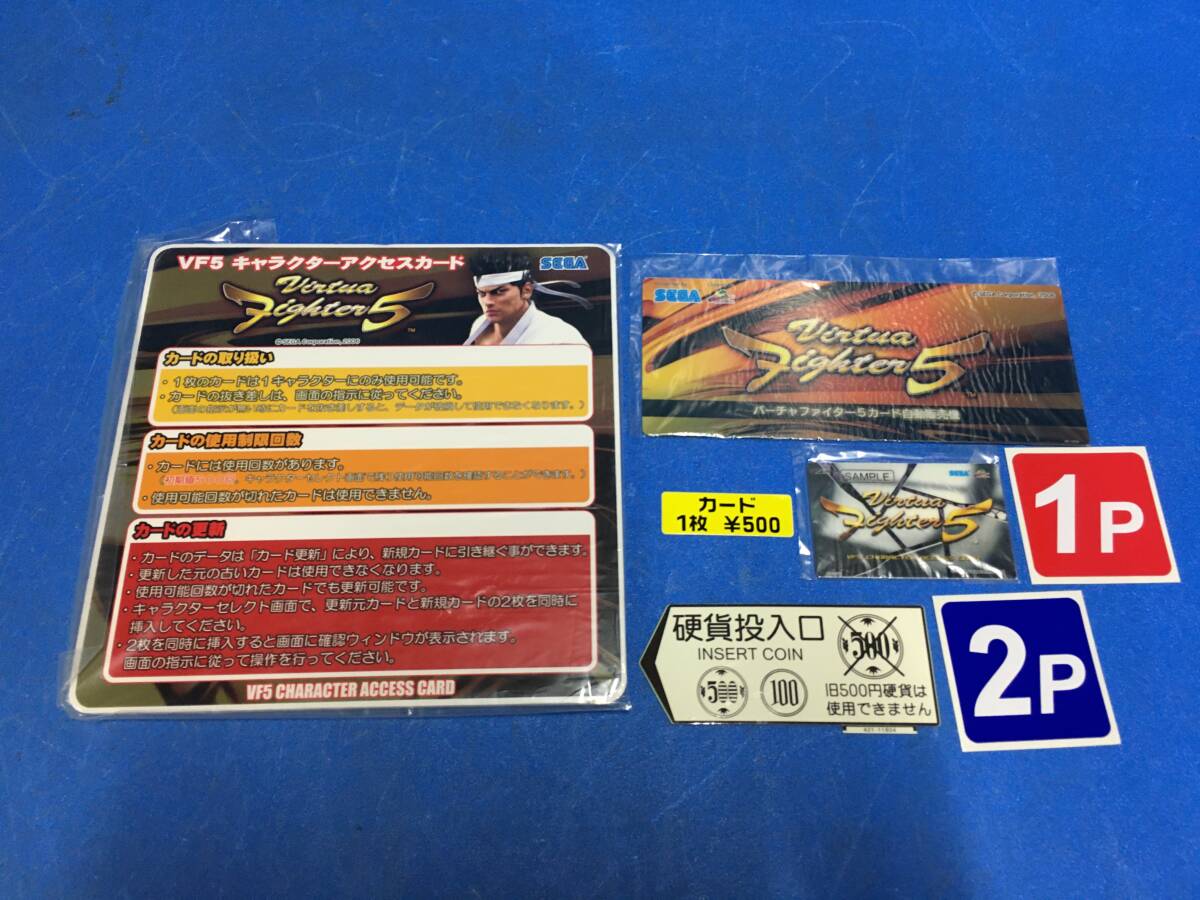 VF5 キャラクターアクセスカード
SEGA
Virtua
Fighter 5
TM
©SEGA Corporation, 2006
カードの取り扱い
・1枚のカードは1キャラクターにのみ使用可能です。
・カードの抜き差しは、画面の指示に従ってください。
カードの使用制限回数
・カードには使用回数があります。
・使用可能回数が切れたカードは使用できません。
カードの更新
・カードのデータは「カード更新」により、新規カードに引き継ぐ事ができます。
・更新した元の古いカードは使用できなくなります。
・使用可能回数が切れたカードでも更新可能です。
・キャラクターセレクト画面で、更新元カードと新規カードの2枚を同時に
挿入してください。
・2枚を同時に挿入すると画面に確認ウィンドウが表示されます。
画面の指示に従って操作を行ってください。
VF5 CHARACTER ACCESS CARD
SEGA
©SEGA Corporation, 2006
Virtua
Fighter 5
バーチャファイター5カード自動販売機
カード
1枚 ¥500
SAMPLE
SEGA
Virtua
Fighter 5
1P
硬貨投入口
INSERT COIN
500
500
100
旧500円硬貨は
使用できません
421-11804
2P